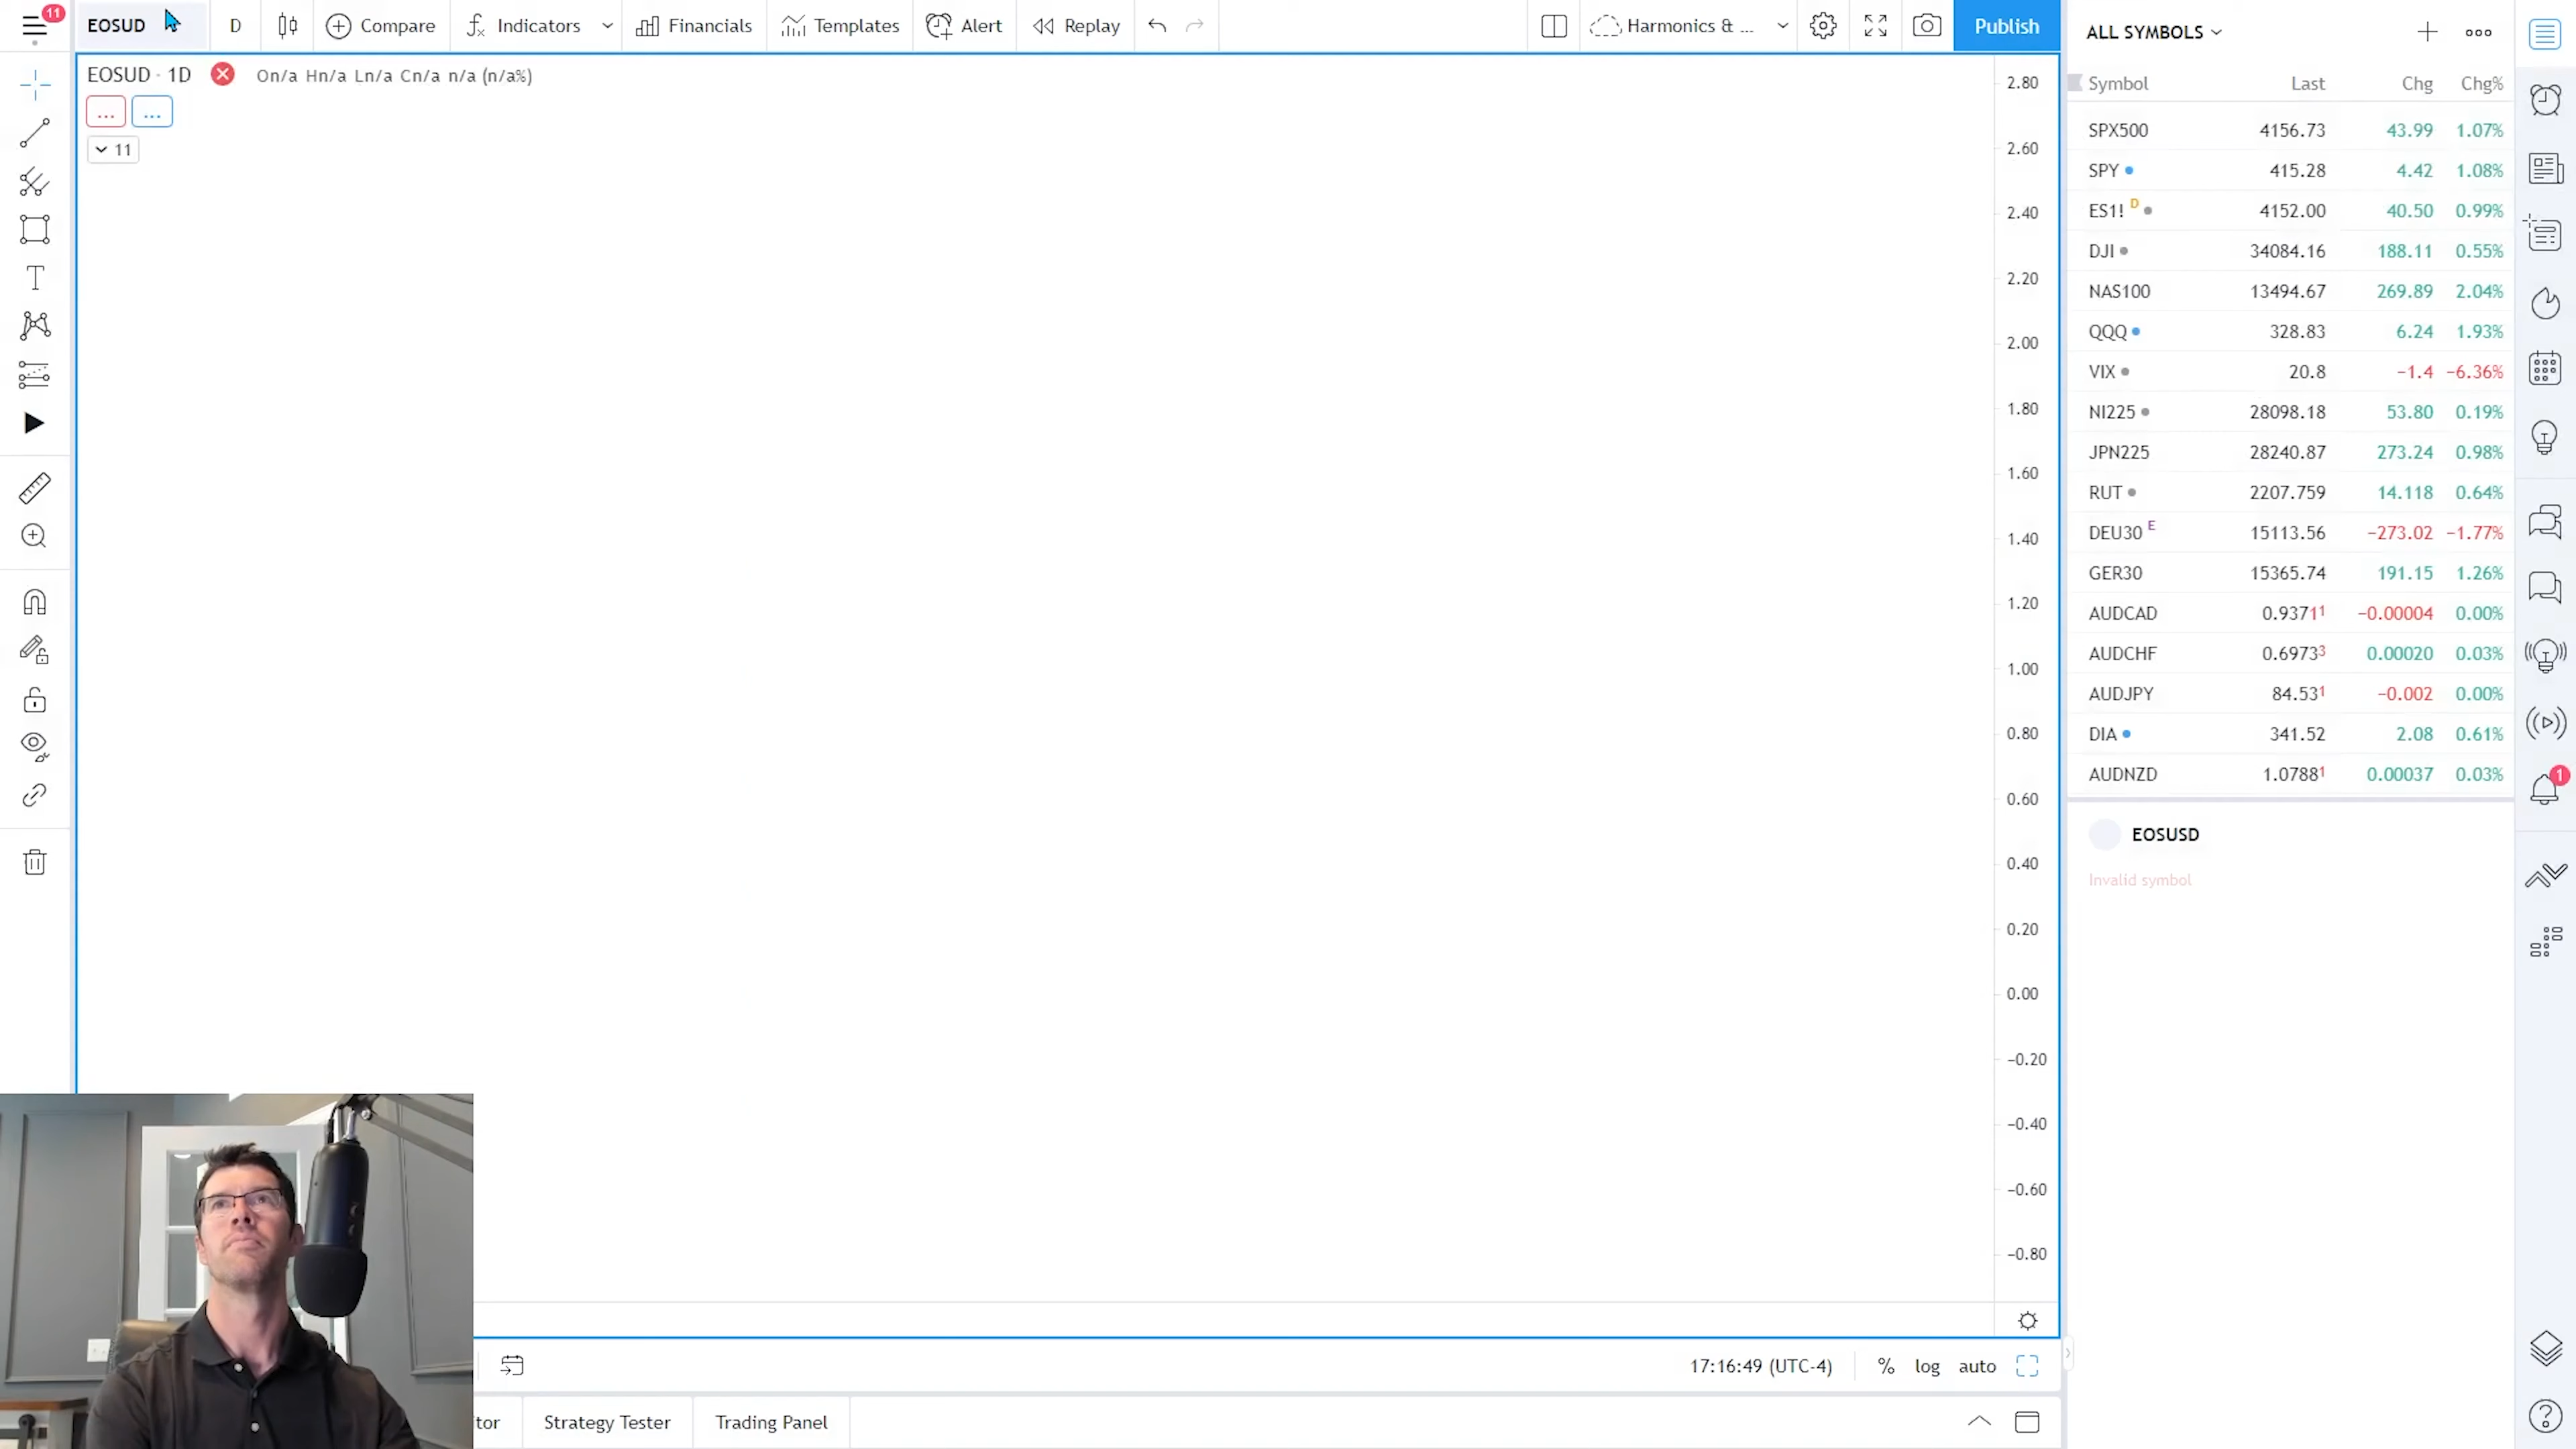 11
EOSUD
D
Compare
Indicators
Financials
Templates
Alert
Replay
Harmonics & ...
Publish
EOSUD · 1D On/a Hn/a Ln/a Cn/a n/a (n/a%)
... ...
11
T
2.80
2.60
2.40
2.20
2.00
1.80
1.60
1.40
1.20
1.00
0.80
0.60
0.40
0.20
0.00
−0.20
−0.40
−0.60
−0.80
17:16:49 (UTC-4) % log auto
tor Strategy Tester Trading Panel
ALL SYMBOLS
Symbol Last Chg Chg%
SPX500 4156.73 43.99 1.07%
SPY 415.28 4.42 1.08%
ES1! D 4152.00 40.50 0.99%
DJI 34084.16 188.11 0.55%
NAS100 13494.67 269.89 2.04%
QQQ 328.83 6.24 1.93%
VIX 20.8 −1.4 −6.36%
NI225 28098.18 53.80 0.19%
JPN225 28240.87 273.24 0.98%
RUT 2207.759 14.118 0.64%
DEU30 E 15113.56 −273.02 −1.77%
GER30 15365.74 191.15 1.26%
AUDCAD 0.93711 −0.00004 0.00%
AUDCHF 0.69733 0.00020 0.03%
AUDJPY 84.531 −0.002 0.00%
DIA 341.52 2.08 0.61%
AUDNZD 1.07881 0.00037 0.03%
EOSUSD
Invalid symbol
1